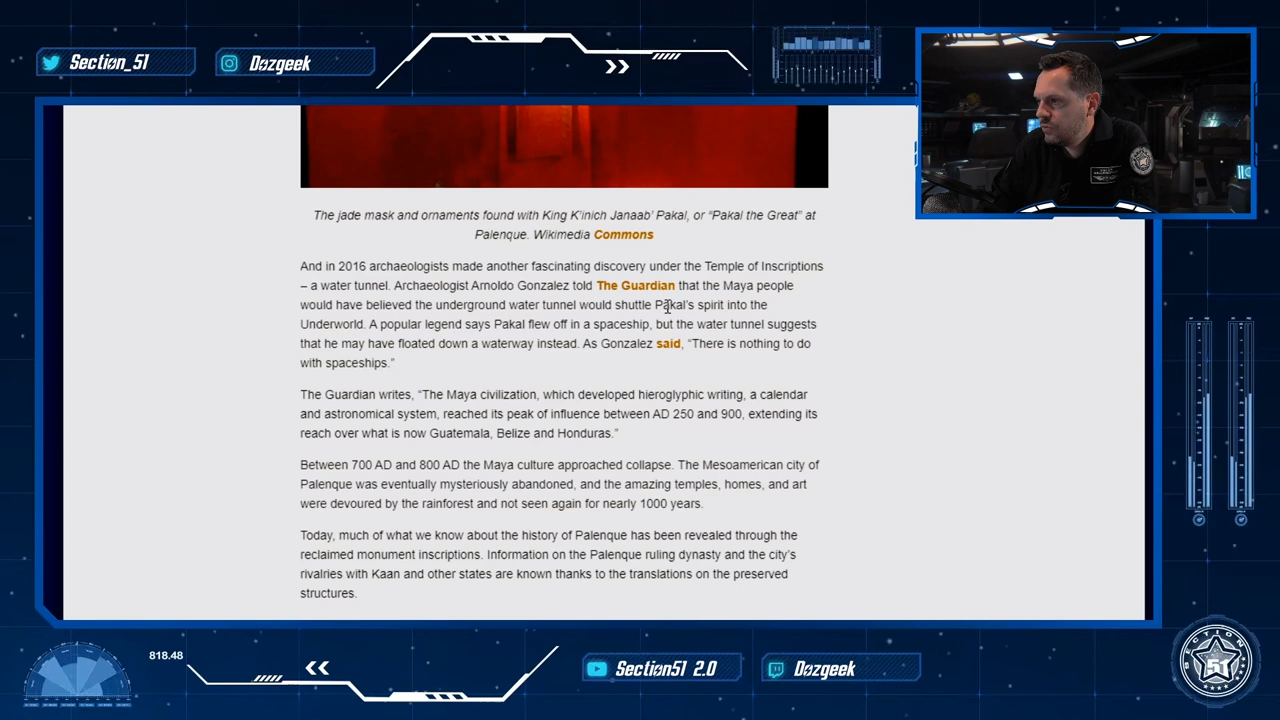 Section_51
Dazgeek
The jade mask and ornaments found with King K'inich Janaab' Pakal, or “Pakal the Great” at
Palenque. Wikimedia Commons
And in 2016 archaeologists made another fascinating discovery under the Temple of Inscriptions
– a water tunnel. Archaeologist Arnoldo Gonzalez told The Guardian that the Maya people
would have believed the underground water tunnel would shuttle Pakal's spirit into the
Underworld. A popular legend says Pakal flew off in a spaceship, but the water tunnel suggests
that he may have floated down a waterway instead. As Gonzalez said, “There is nothing to do
with spaceships.”
The Guardian writes, “The Maya civilization, which developed hieroglyphic writing, a calendar
and astronomical system, reached its peak of influence between AD 250 and 900, extending its
reach over what is now Guatemala, Belize and Honduras.”
Between 700 AD and 800 AD the Maya culture approached collapse. The Mesoamerican city of
Palenque was eventually mysteriously abandoned, and the amazing temples, homes, and art
were devoured by the rainforest and not seen again for nearly 1000 years.
Today, much of what we know about the history of Palenque has been revealed through the
reclaimed monument inscriptions. Information on the Palenque ruling dynasty and the city's
rivalries with Kaan and other states are known thanks to the translations on the preserved
structures.
818.48
Section51 2.0
Dazgeek
SECTION
51